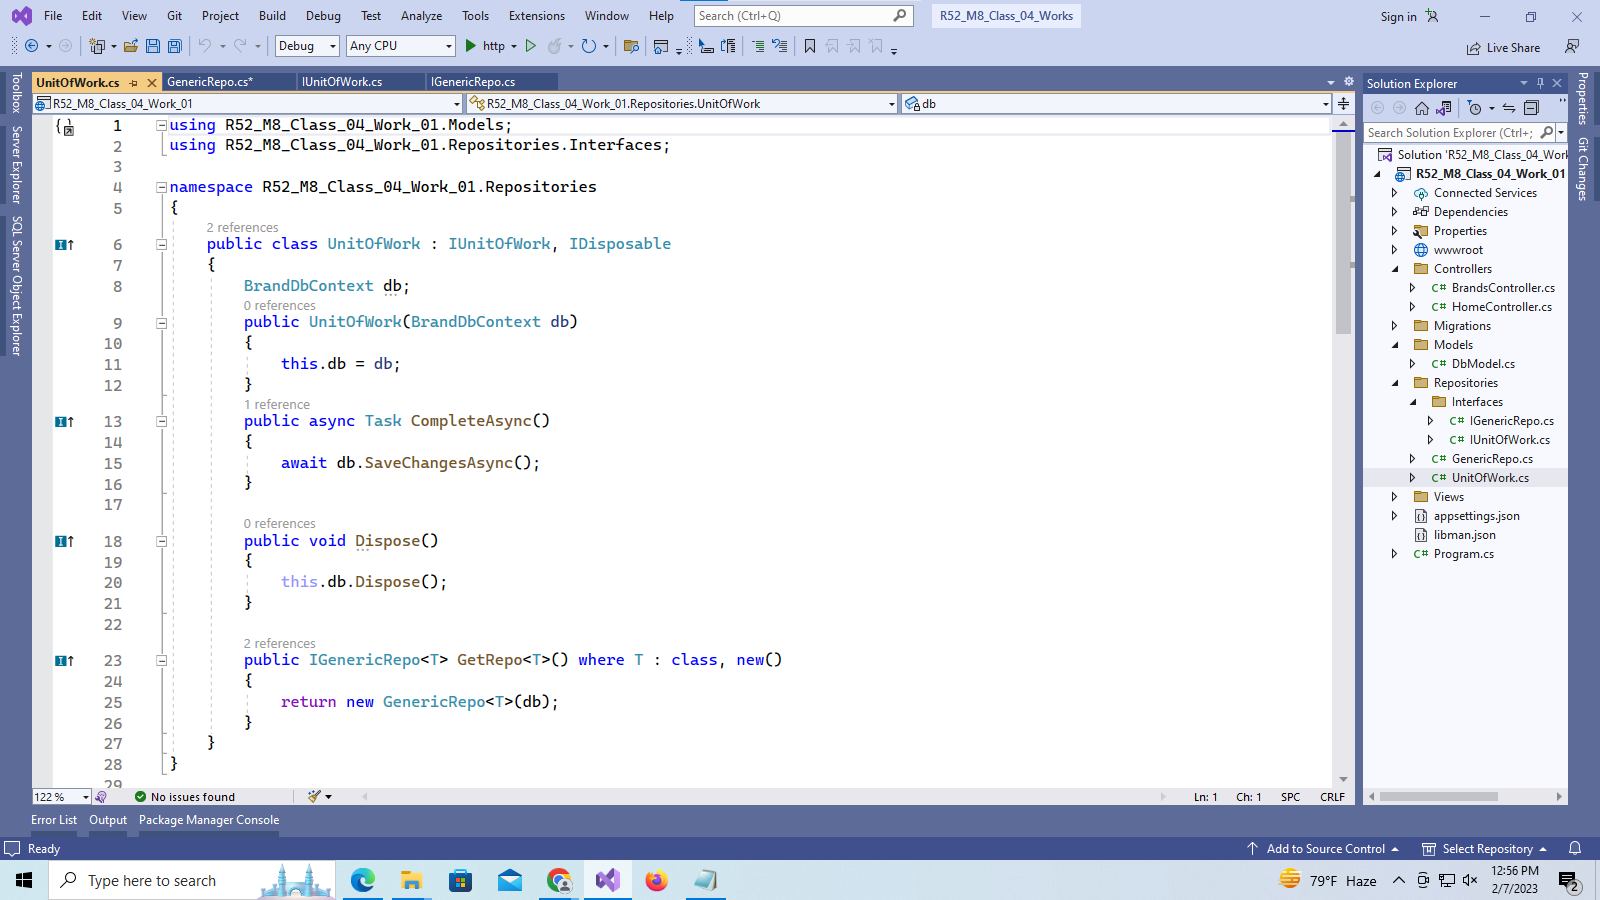 File Edit View Git Project Build Debug Test Analyze Tools Extensions Window Help Search (Ctrl+Q) R52_M8_Class_04_Works Sign in
Debug Any CPU http Live Share
UnitOfWork.cs GenericRepo.cs* IUnitOfWork.cs IGenericRepo.cs
R52_M8_Class_04_Work_01 R52_M8_Class_04_Work_01.Repositories.UnitOfWork db
Toolbox
Server Explorer
SQL Server Object Explorer
1 using R52_M8_Class_04_Work_01.Models;
2 using R52_M8_Class_04_Work_01.Repositories.Interfaces;
3
4 namespace R52_M8_Class_04_Work_01.Repositories
5 {
2 references
6 public class UnitOfWork : IUnitOfWork, IDisposable
7 {
8 BrandDbContext db;
0 references
9 public UnitOfWork(BrandDbContext db)
10 {
11 this.db = db;
12 }
1 reference
13 public async Task CompleteAsync()
14 {
15 await db.SaveChangesAsync();
16 }
17
0 references
18 public void Dispose()
19 {
20 this.db.Dispose();
21 }
22
2 references
23 public IGenericRepo<T> GetRepo<T>() where T : class, new()
24 {
25 return new GenericRepo<T>(db);
26 }
27 }
28 }
29
122 % No issues found Ln: 1 Ch: 1 SPC CRLF
Solution Explorer
Search Solution Explorer (Ctrl+;
Solution 'R52_M8_Class_04_Work
R52_M8_Class_04_Work_01
Connected Services
Dependencies
Properties
wwwroot
Controllers
C# BrandsController.cs
C# HomeController.cs
Migrations
Models
C# DbModel.cs
Repositories
Interfaces
C# IGenericRepo.cs
C# IUnitOfWork.cs
C# GenericRepo.cs
C# UnitOfWork.cs
Views
appsettings.json
libman.json
C# Program.cs
Properties
Git Changes
Error List Output Package Manager Console
Ready Add to Source Control Select Repository
Type here to search 79°F Haze 12:56 PM
2/7/2023 2